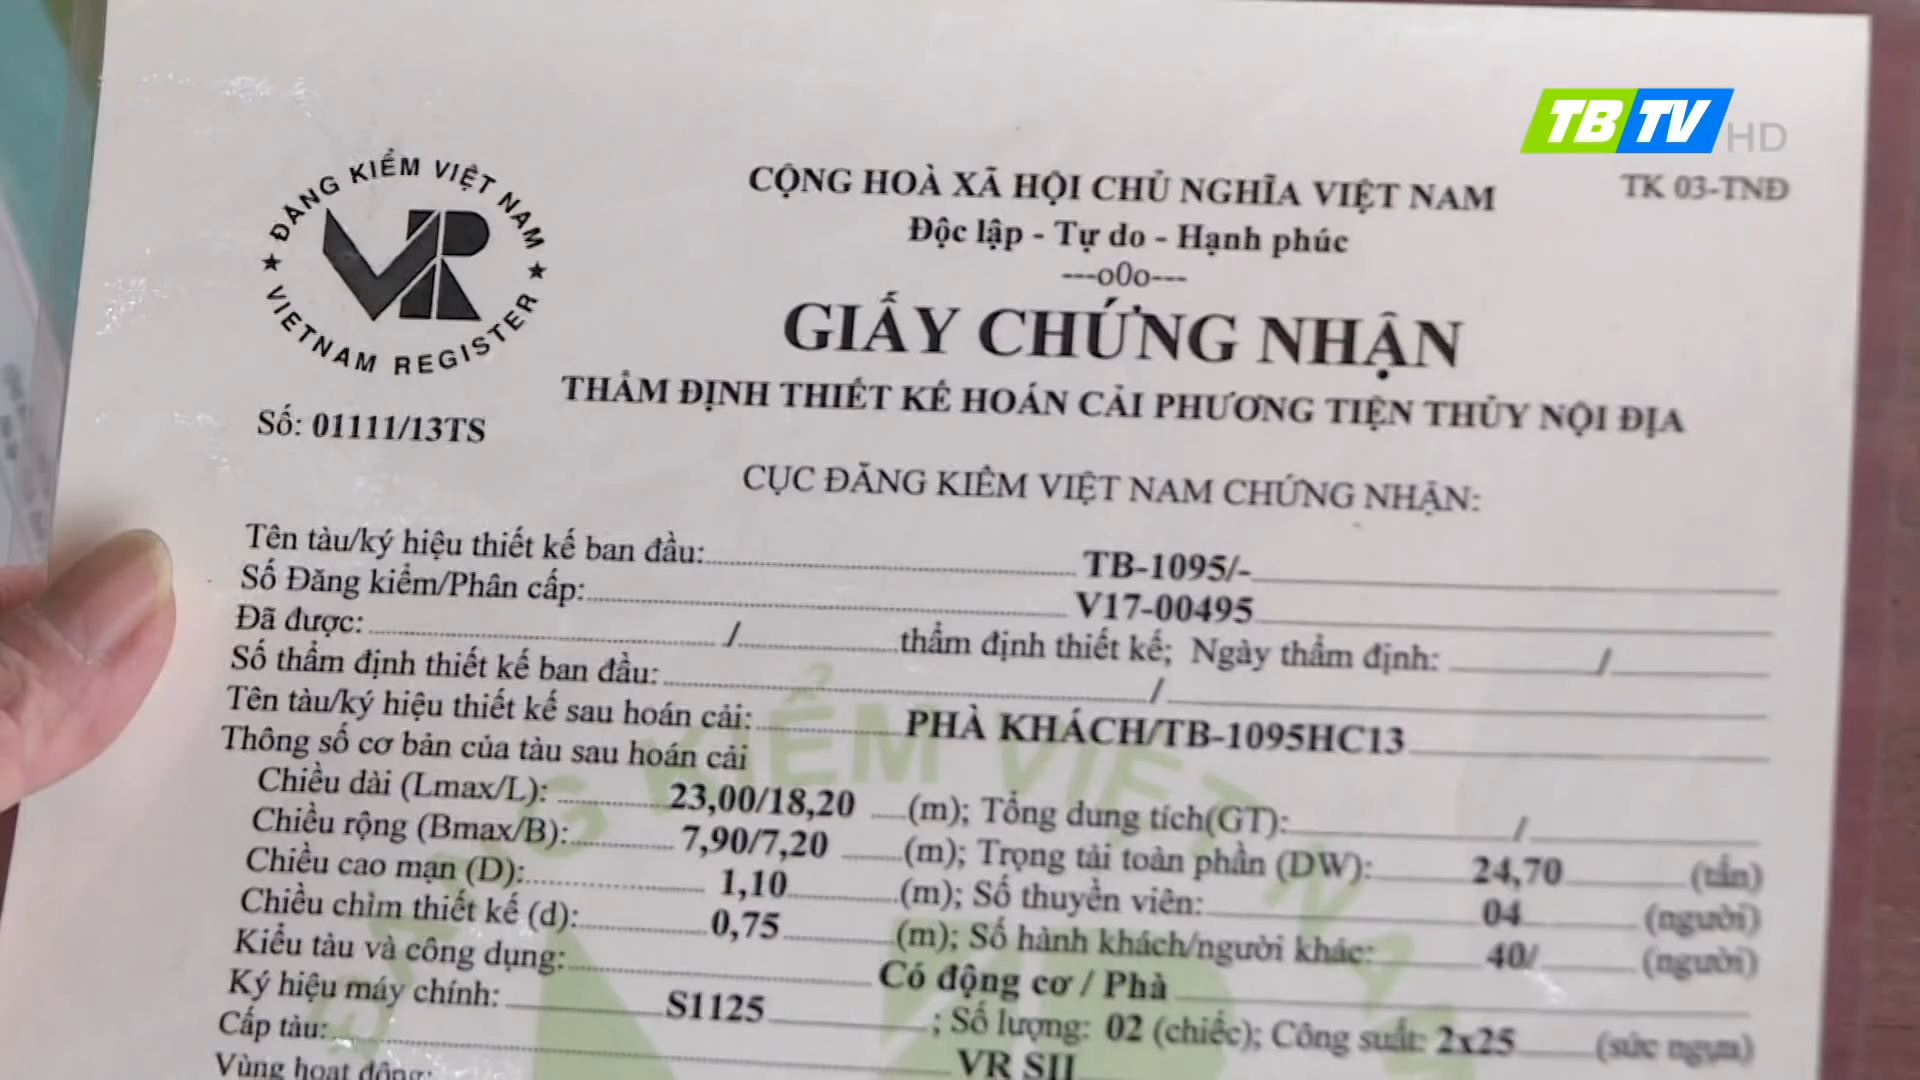 TBTV HD
TK 03-TNĐ
ĐĂNG KIỂM VIỆT NAM
VR
VIETNAM REGISTER
CỘNG HOÀ XÃ HỘI CHỦ NGHĨA VIỆT NAM
Độc lập - Tự do - Hạnh phúc
---o0o---
GIẤY CHỨNG NHẬN
THẨM ĐỊNH THIẾT KẾ HOÁN CẢI PHƯƠNG TIỆN THỦY NỘI ĐỊA
Số: 01111/13TS
CỤC ĐĂNG KIỂM VIỆT NAM CHỨNG NHẬN:
Tên tàu/ký hiệu thiết kế ban đầu: TB-1095/-
Số Đăng kiểm/Phân cấp: V17-00495
Đã được: / thẩm định thiết kế; Ngày thẩm định: /
Số thẩm định thiết kế ban đầu: /
Tên tàu/ký hiệu thiết kế sau hoán cải: PHÀ KHÁCH/TB-1095HC13
Thông số cơ bản của tàu sau hoán cải
Chiều dài (Lmax/L): 23,00/18,20 (m); Tổng dung tích(GT): /
Chiều rộng (Bmax/B): 7,90/7,20 (m); Trọng tải toàn phần (DW): 24,70 (tấn)
Chiều cao mạn (D): 1,10 (m); Số thuyền viên: 04 (người)
Chiều chìm thiết kế (d): 0,75 (m); Số hành khách/người khác: 40/ (người)
Kiểu tàu và công dụng: Có động cơ / Phà
Ký hiệu máy chính: S1125 ; Số lượng: 02 (chiếc); Công suất: 2x25 (sức ngựa)
Cấp tàu: VR SII
Vùng hoạt động:
ĐĂNG KIỂM VIỆT NAM